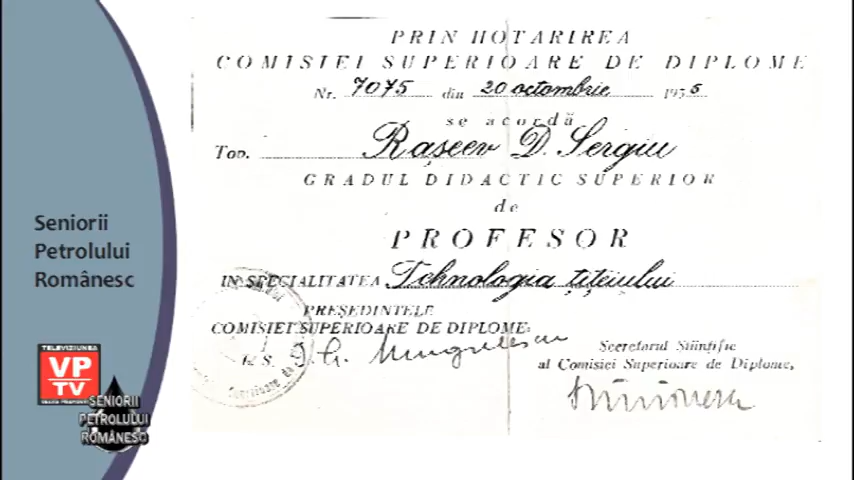 PRIN HOTARIREA
COMISIEI SUPERIOARE DE DIPLOME
Nr. 7075 din 20 octombrie 1956
se acordă
Tov. Rașeev D. Sergiu
GRADUL DIDACTIC SUPERIOR
de
PROFESOR
IN SPECIALITATEA Tehnologia țițeiului
PREȘEDINTELE
COMISIEI SUPERIOARE DE DIPLOME,
Secretarul Științific
al Comisiei Superioare de Diplome,
Seniorii
Petrolului
Românesc
TELEVIZIUNEA
VP
TV
SENIORII
PETROLULUI
ROMÂNESC